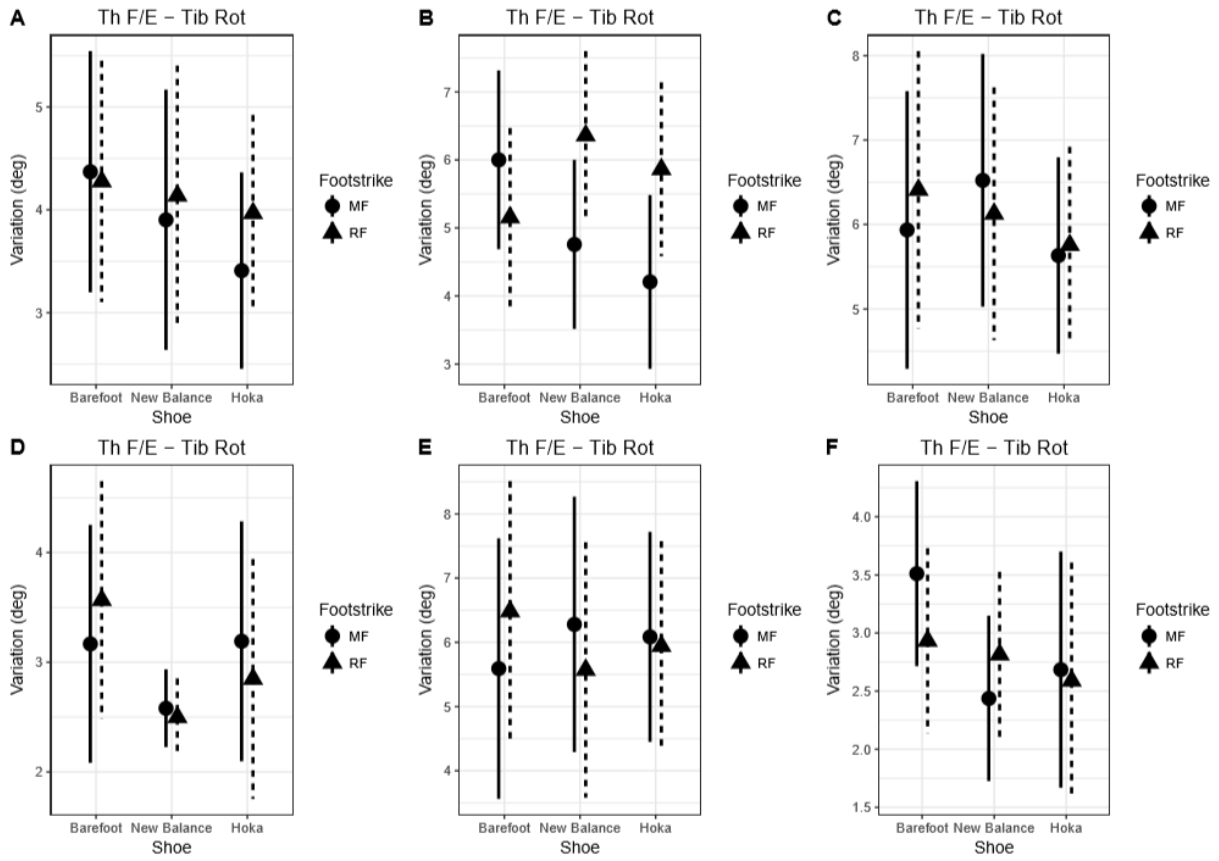 A
Th F/E – Tib Rot
Variation (deg)
5
4
3
Barefoot New Balance Hoka
Shoe
Footstrike
MF
RF
B
Th F/E – Tib Rot
Variation (deg)
7
6
5
4
3
Barefoot New Balance Hoka
Shoe
Footstrike
MF
RF
C
Th F/E – Tib Rot
Variation (deg)
8
7
6
5
Barefoot New Balance Hoka
Shoe
Footstrike
MF
RF
D
Th F/E – Tib Rot
Variation (deg)
4
3
2
Barefoot New Balance Hoka
Shoe
Footstrike
MF
RF
E
Th F/E – Tib Rot
Variation (deg)
8
7
6
5
4
Barefoot New Balance Hoka
Shoe
Footstrike
MF
RF
F
Th F/E – Tib Rot
Variation (deg)
4.0
3.5
3.0
2.5
2.0
1.5
Barefoot New Balance Hoka
Shoe
Footstrike
MF
RF